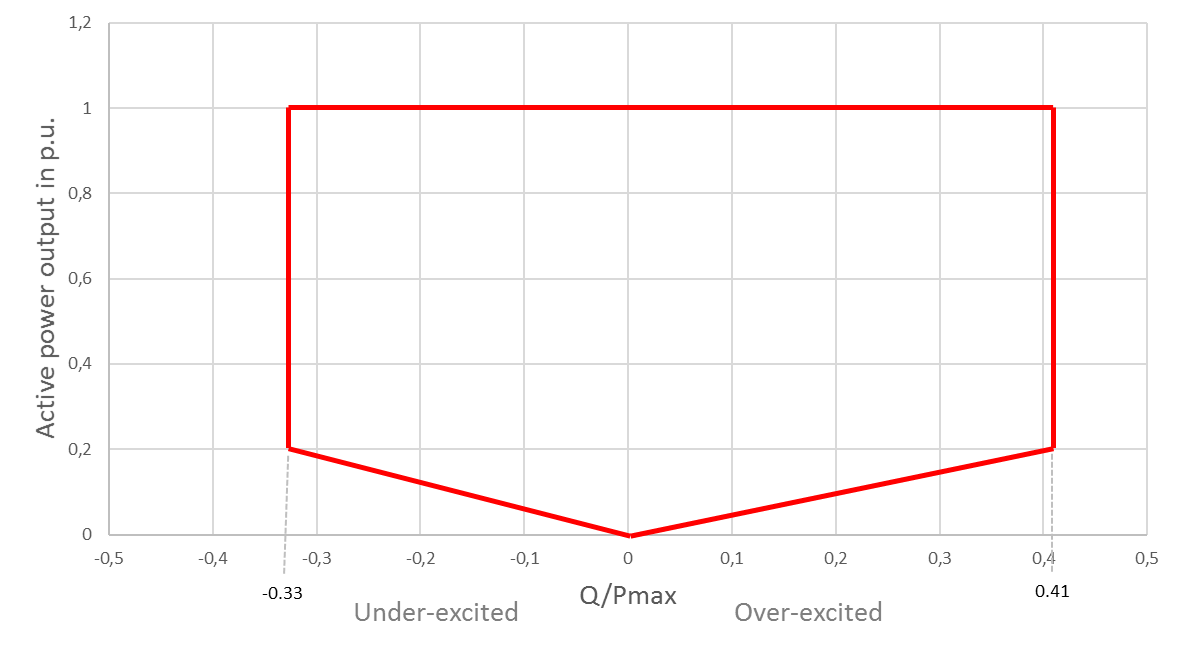 1,2
1
0,8
0,6
0,4
0,2
0
Active power output in p.u.
-0,5 -0,4 -0,3 -0,2 -0,1 0 0,1 0,2 0,3 0,4 0,5
-0.33 Q/Pmax 0.41
Under-excited Over-excited